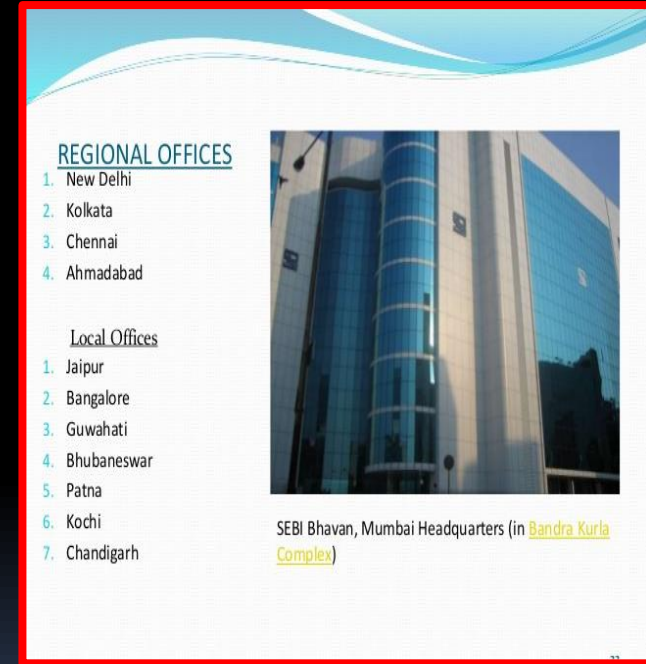 REGIONAL OFFICES
1. New Delhi
2. Kolkata
3. Chennai
4. Ahmadabad
Local Offices
1. Jaipur
2. Bangalore
3. Guwahati
4. Bhubaneswar
5. Patna
6. Kochi
7. Chandigarh
SEBI Bhavan, Mumbai Headquarters (in Bandra Kurla
Complex)